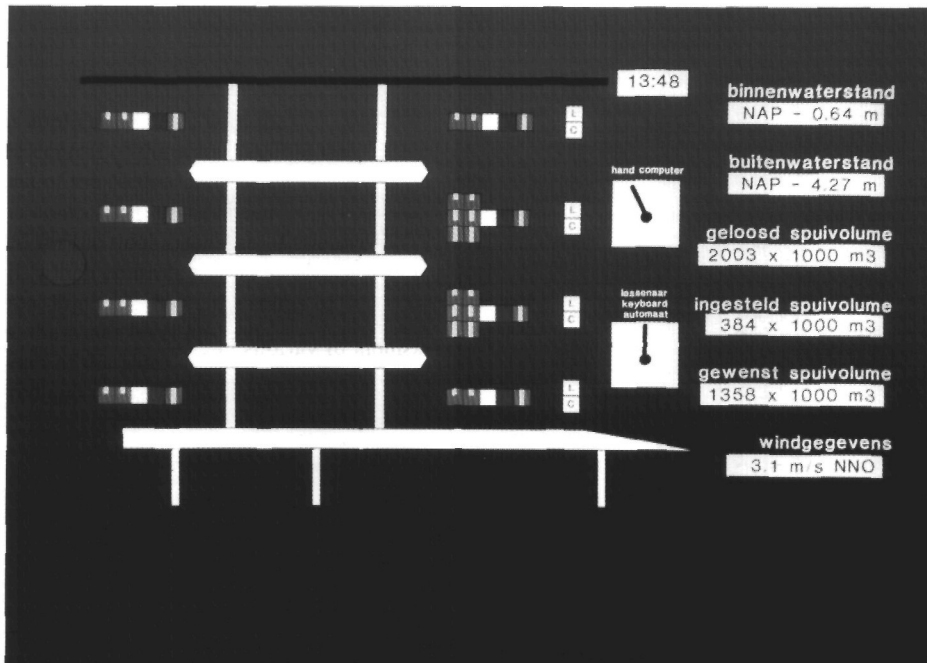 13:48
binnenwaterstand
NAP - 0.64 m
L
C
L
C
hand computer
buitenwaterstand
NAP - 4.27 m
L
C
geloosd spuivolume
2003 x 1000 m3
lossenaar
keyboard
automaat
ingesteld spuivolume
384 x 1000 m3
L
C
gewenst spuivolume
1358 x 1000 m3
L
C
windgegevens
3.1 m/s NNO